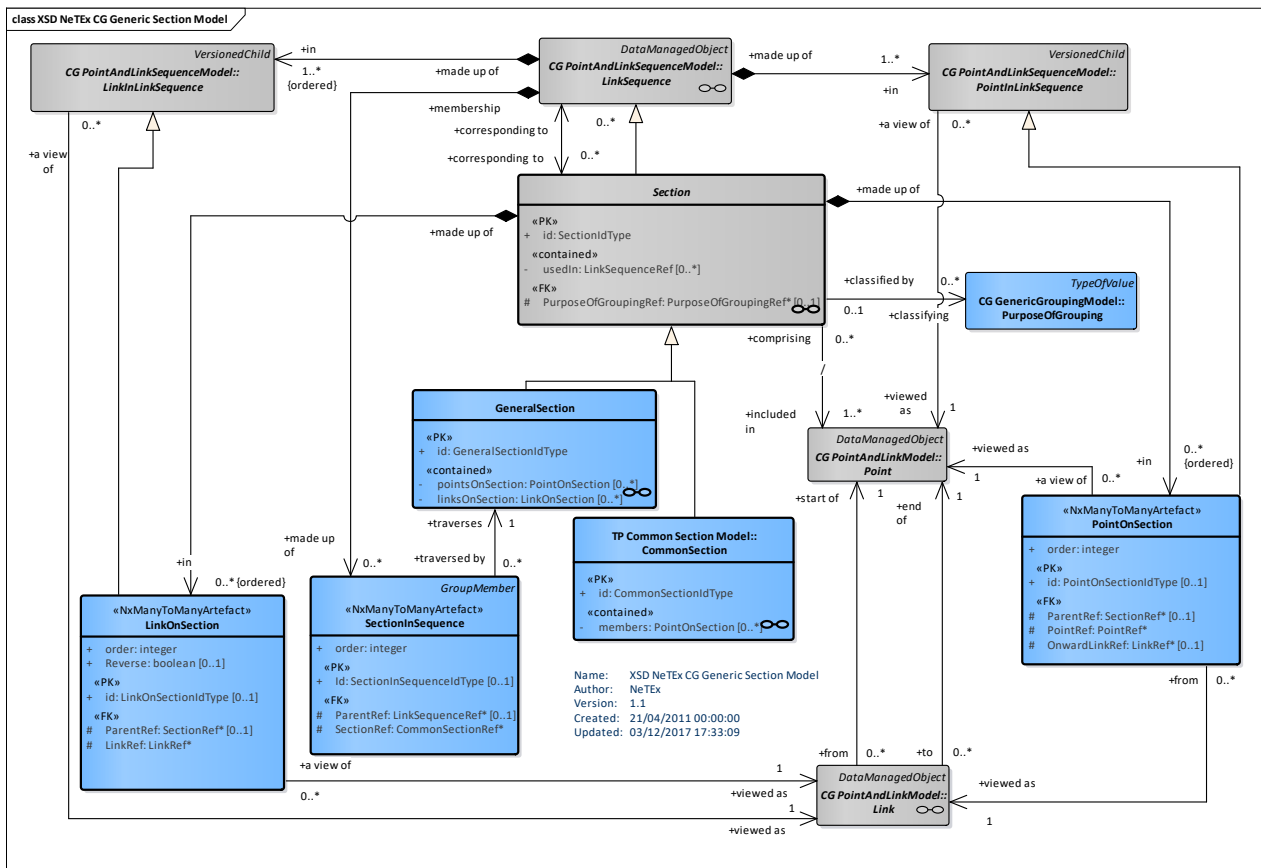 class XSD NeTEx CG Generic Section Model
VersionedChild
CG PointAndLinkSequenceModel::
LinkInLinkSequence
+in
1..*
{ordered}
+made up of
DataManagedObject
CG PointAndLinkSequenceModel::
LinkSequence
+made up of
1..*
+in
VersionedChild
CG PointAndLinkSequenceModel::
PointInLinkSequence
0..*
+a view
of
+membership
+corresponding to
0..*
+corresponding to
0..*
+a view of
0..*
Section
«PK»
+ id: SectionIdType
«contained»
- usedIn: LinkSequenceRef [0..*]
«FK»
# PurposeOfGroupingRef: PurposeOfGroupingRef* [0..1]
+made up of
+made up of
+classified by
0..*
0..1
+classifying
TypeOfValue
CG GenericGroupingModel::
PurposeOfGrouping
+comprising
0..*
/
+included
in
1..*
+viewed
as
1
GeneralSection
«PK»
+ id: GeneralSectionIdType
«contained»
- pointsOnSection: PointOnSection [0..*]
- linksOnSection: LinkOnSection [0..*]
DataManagedObject
CG PointAndLinkModel::
Point
+viewed as
1
+a view of
0..*
+in
0..*
{ordered}
+start of
1
+end
of
1
+traverses
1
+traversed by
0..*
+made up
of
0..*
+in
0..* {ordered}
TP Common Section Model::
CommonSection
«PK»
+ id: CommonSectionIdType
«contained»
- members: PointOnSection [0..*]
«NxManyToManyArtefact»
PointOnSection
+ order: integer
«PK»
+ id: PointOnSectionIdType [0..1]
«FK»
# ParentRef: SectionRef* [0..1]
# PointRef: PointRef*
# OnwardLinkRef: LinkRef* [0..1]
«NxManyToManyArtefact»
LinkOnSection
+ order: integer
+ Reverse: boolean [0..1]
«PK»
+ id: LinkOnSectionIdType [0..1]
«FK»
# ParentRef: SectionRef* [0..1]
# LinkRef: LinkRef*
GroupMember
«NxManyToManyArtefact»
SectionInSequence
+ order: integer
«PK»
+ Id: SectionInSequenceIdType [0..1]
«FK»
# ParentRef: LinkSequenceRef* [0..1]
# SectionRef: CommonSectionRef*
Name: XSD NeTEx CG Generic Section Model
Author: NeTEx
Version: 1.1
Created: 21/04/2011 00:00:00
Updated: 03/12/2017 17:33:09
+from
0..*
+from
0..*
+to
0..*
+a view of
0..*
1
+viewed as
1
+viewed as
DataManagedObject
CG PointAndLinkModel::
Link
+viewed as
1